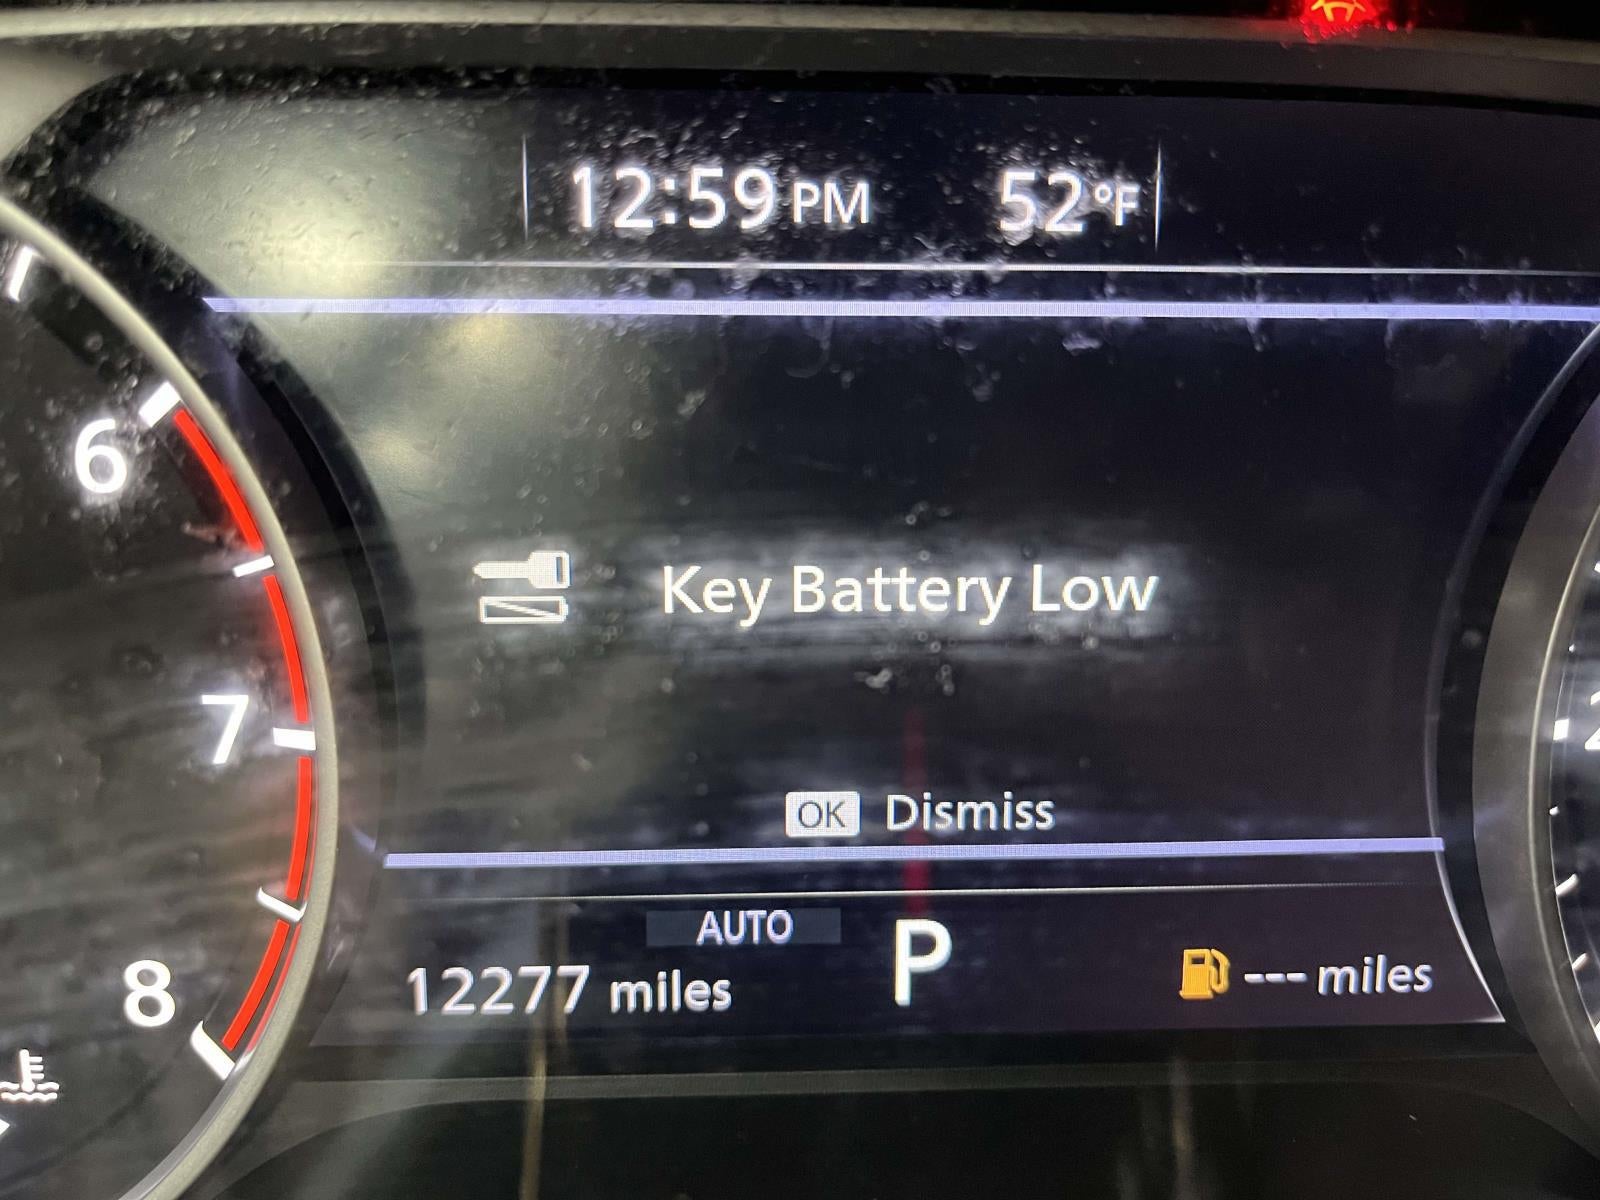 12:59 PM 52°F
6
Key Battery Low
7
OK Dismiss
AUTO
8
12277 miles P --- miles